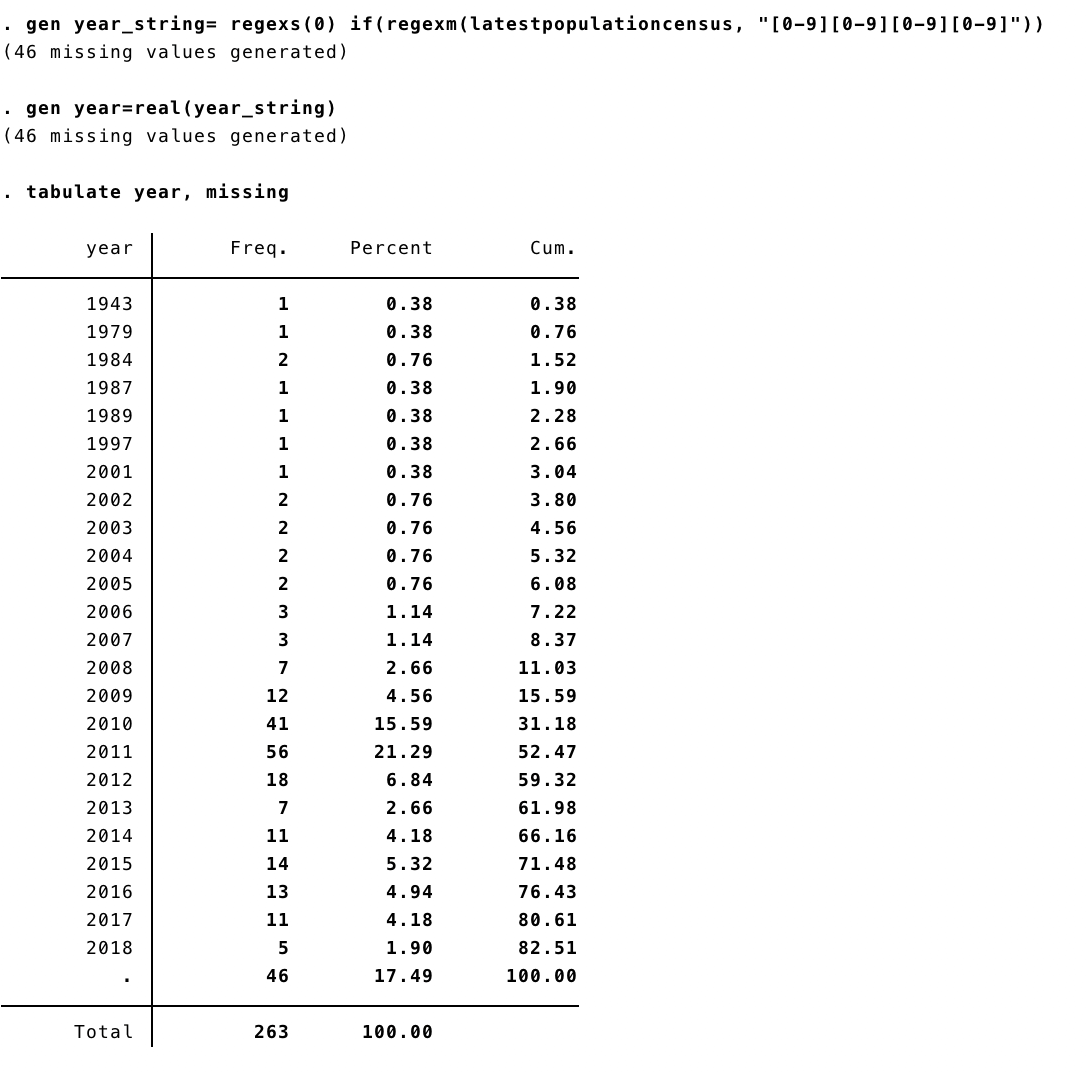 . gen year_string= regexs(0) if(regexm(latestpopulationcensus, "[0-9][0-9][0-9][0-9]"))
(46 missing values generated)
. gen year=real(year_string)
(46 missing values generated)
. tabulate year, missing
year Freq. Percent Cum.
1943 1 0.38 0.38
1979 1 0.38 0.76
1984 2 0.76 1.52
1987 1 0.38 1.90
1989 1 0.38 2.28
1997 1 0.38 2.66
2001 1 0.38 3.04
2002 2 0.76 3.80
2003 2 0.76 4.56
2004 2 0.76 5.32
2005 2 0.76 6.08
2006 3 1.14 7.22
2007 3 1.14 8.37
2008 7 2.66 11.03
2009 12 4.56 15.59
2010 41 15.59 31.18
2011 56 21.29 52.47
2012 18 6.84 59.32
2013 7 2.66 61.98
2014 11 4.18 66.16
2015 14 5.32 71.48
2016 13 4.94 76.43
2017 11 4.18 80.61
2018 5 1.90 82.51
. 46 17.49 100.00
Total 263 100.00